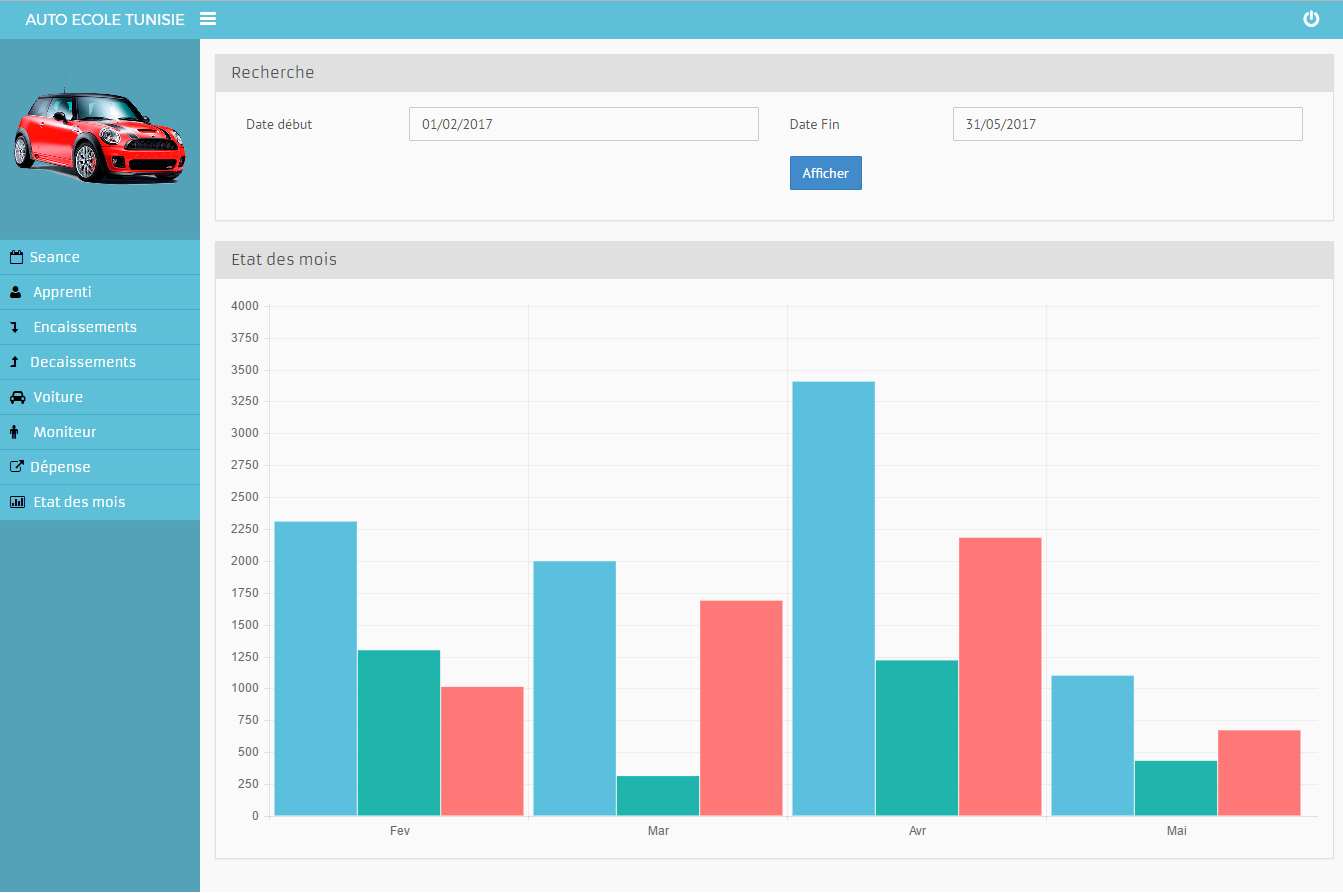 AUTO ECOLE TUNISIE
Seance
Apprenti
Encaissements
Decaissements
Voiture
Moniteur
Dépense
Etat des mois
Recherche
Date début 01/02/2017 Date Fin 31/05/2017
Afficher
Etat des mois
4000
3750
3500
3250
3000
2750
2500
2250
2000
1750
1500
1250
1000
750
500
250
0
Fev Mar Avr Mai